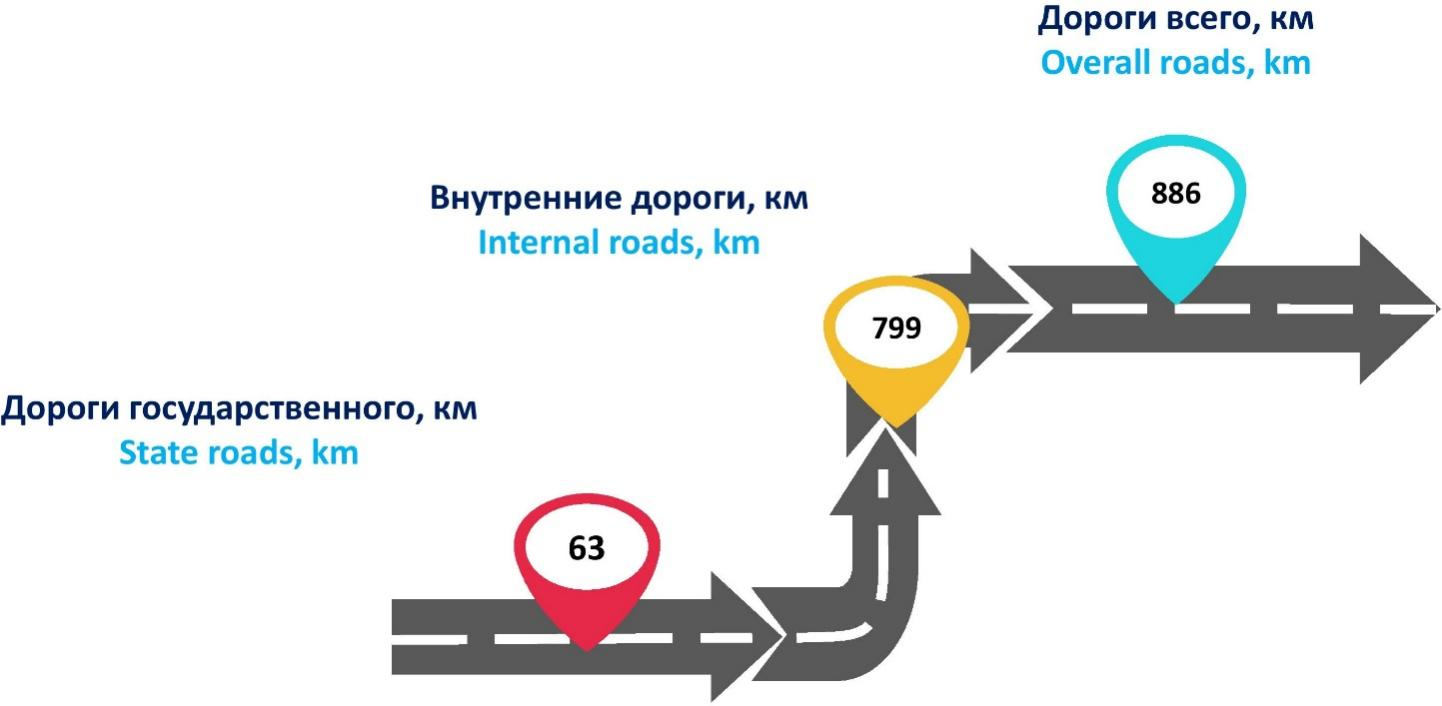 Дороги всего, км
Overall roads, km
886
Внутренние дороги, км
Internal roads, km
799
Дороги государственного, км
State roads, km
63